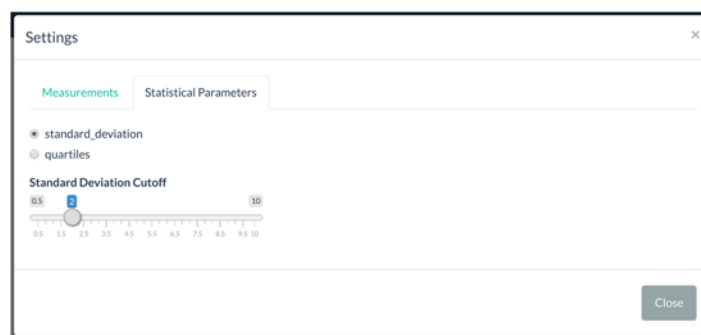 Settings ×
Measurements Statistical Parameters
standard_deviation
quartiles
Standard Deviation Cutoff
0.5 2 10
0.5 1.5 2.5 3.5 4.5 5.5 6.5 7.5 8.5 9.5 10
Close